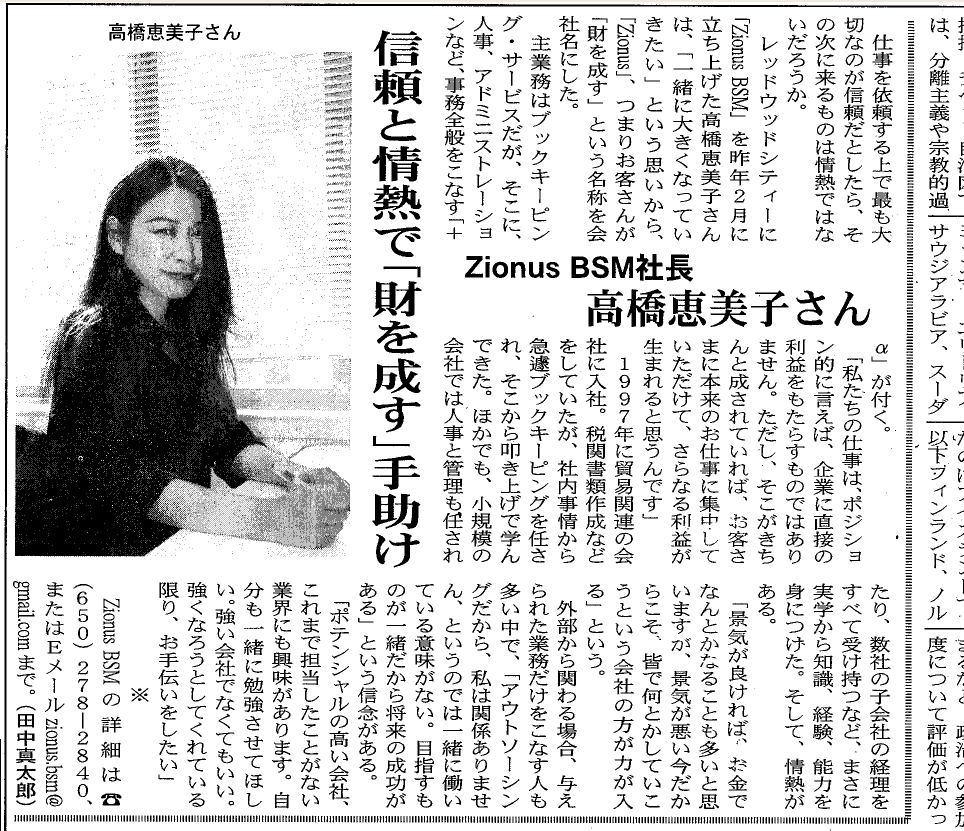 高橋恵美子さん
信頼と情熱で「財を成す」手助け
Zionus BSM社長
高橋恵美子さん
仕事を依頼する上で最も大
切なのが信頼だとしたら、そ
の次に来るものは情熱ではな
いだろうか。
レッドウッドシティーに
「Zionus BSM」を昨年2月に
立ち上げた高橋恵美子さん
は、「一緒に大きくなってい
きたい」という思いから、
「Zionus」、つまりお客さんが
「財を成す」という名称を会
社名にした。
主業務はブックキーピン
グ・サービスだが、そこに、
人事、アドミニストレーショ
ンなど、事務全般をこなす「＋
α」が付く。
「私たちの仕事は、ポジショ
ン的に言えば、企業に直接の
利益をもたらすものではあり
ません。ただし、そこがきち
んと成されていれば、お客さ
まに本来のお仕事に集中して
いただけて、さらなる利益が
生まれると思うんです」
1997年に貿易関連の会
社に入社。税関書類作成など
をしていたが、社内事情から
急遽ブックキーピングを任さ
れ、そこから叩き上げで学ん
できた。ほかでも、小規模の
会社では人事と管理も任され
たり、数社の子会社の経理を
すべて受け持つなど、まさに
実学から知識、経験、能力を
身につけた。そして、情熱が
ある。
「景気が良ければ、お金で
なんとかなることも多いと思
いますが、景気が悪い今だか
らこそ、皆で何とかしていこ
うという会社の方が力が入
る」という。
外部から関わる場合、与え
られた業務だけをこなす人も
多い中で、「アウトソーシン
グだから、私は関係ありませ
ん、というのでは一緒に働い
ている意味がない。目指すも
のが一緒だから将来の成功が
ある」という信念がある。
「ポテンシャルの高い会社、
これまで担当したことがない
業界にも興味があります。自
分も一緒に勉強させてほし
い。強い会社でなくてもいい。
強くなろうとしてくれている
限り、お手伝いをしたい」
※
Zionus BSMの詳細は☎
(650)278-2840、
またはEメール zionus.bsm@
gmail.com まで。(田中真太郎)
は、分離主義や宗教的過
サウジアラビア、スーダ
以下フィンランド、ノル
度について評価が低かっ